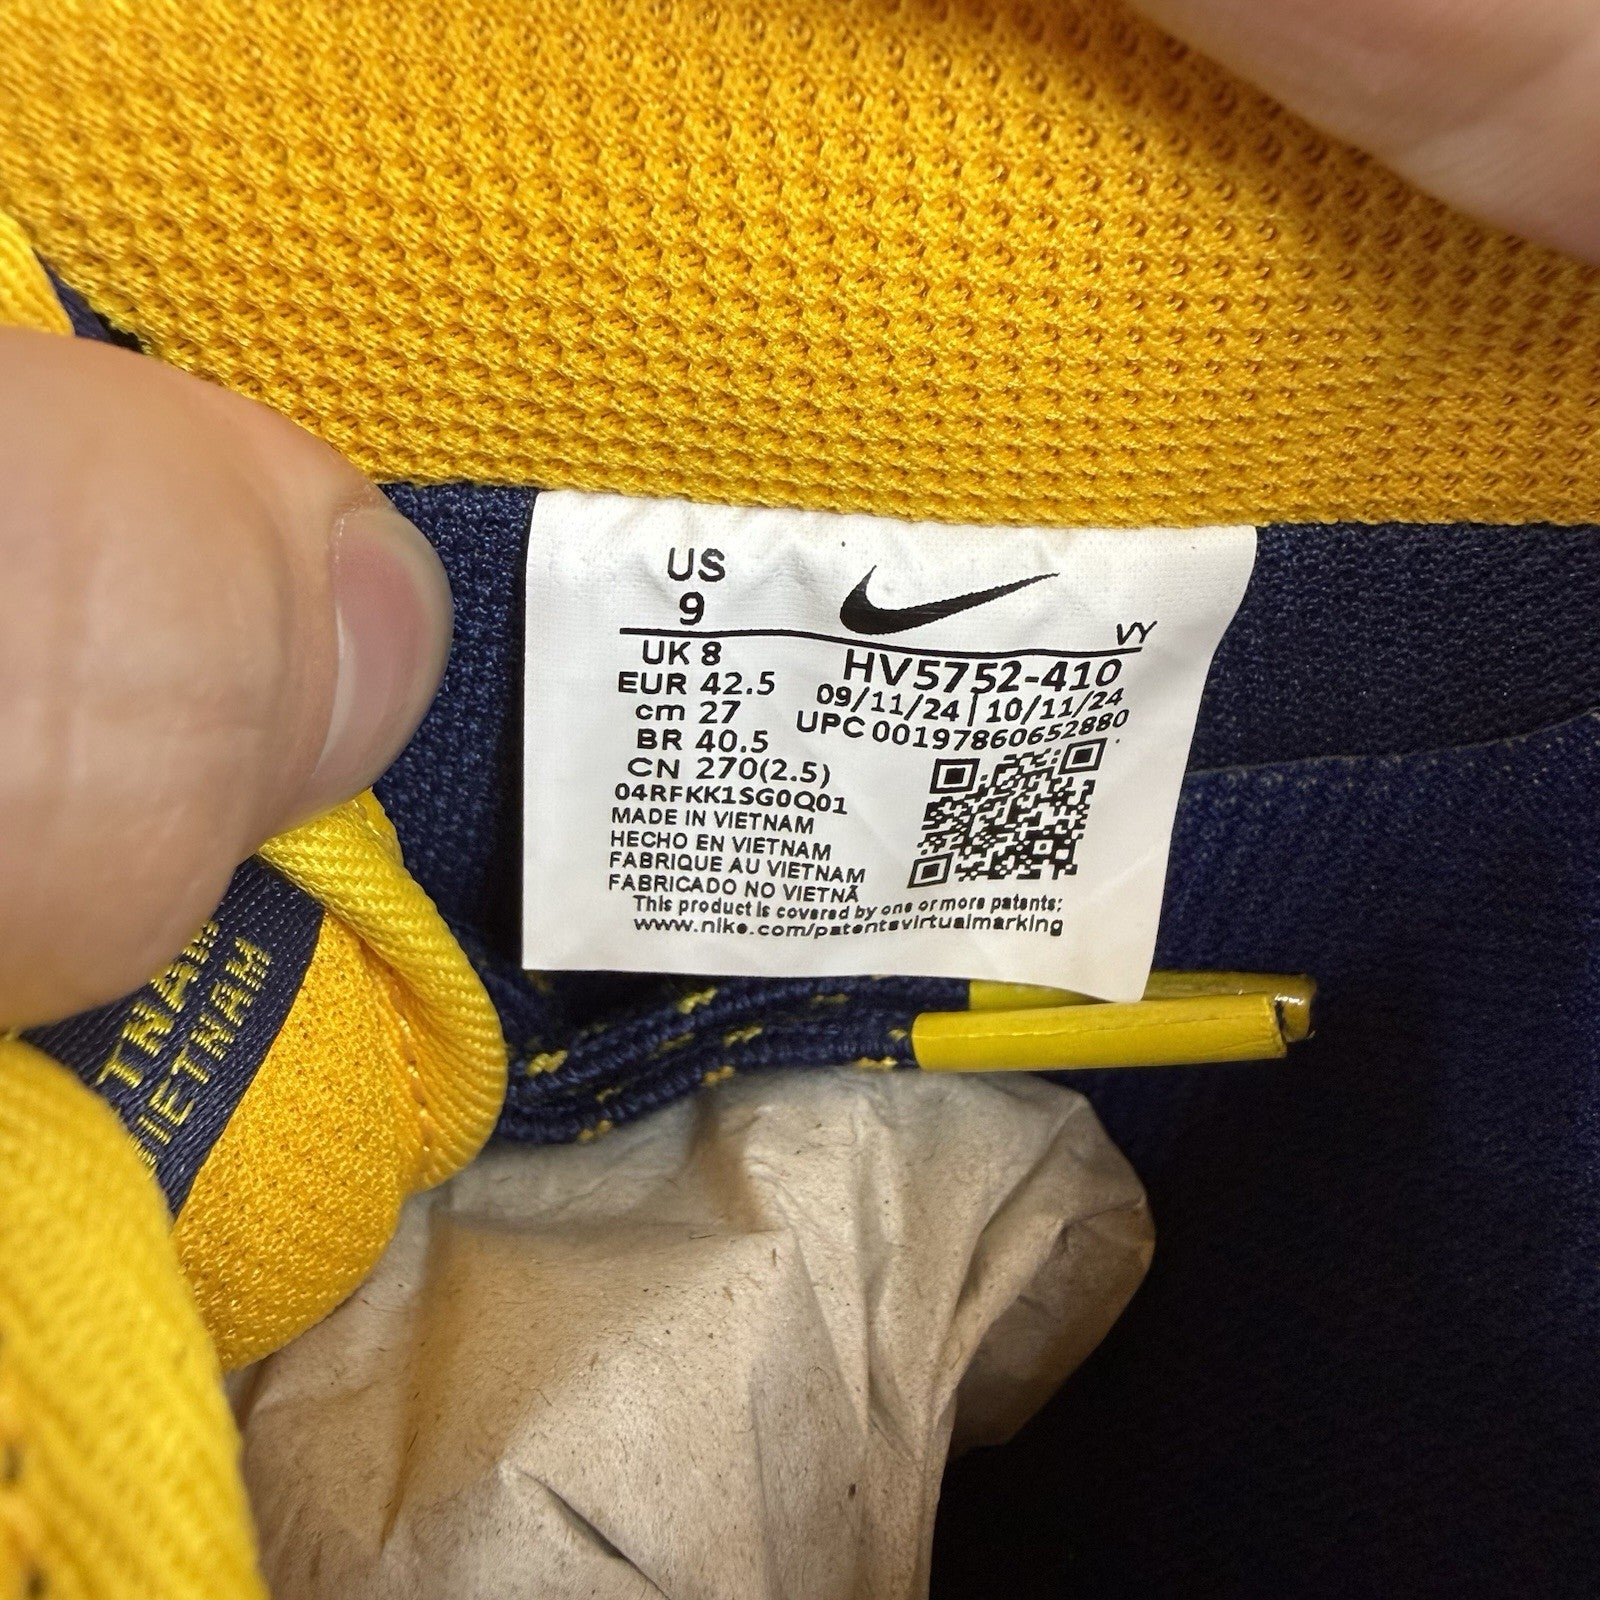 US
9
VY
UK 8
EUR 42.5
cm 27
BR 40.5
CN 270(2.5)
04RFKK1SG0Q01
HV5752-410
09/11/24 | 10/11/24
UPC 00197860652880
MADE IN VIETNAM
HECHO EN VIETNAM
FABRIQUE AU VIETNAM
FABRICADO NO VIETNÃ
This product is covered by one or more patents:
www.nike.com/patentsvirtualmarking
VIETNAM